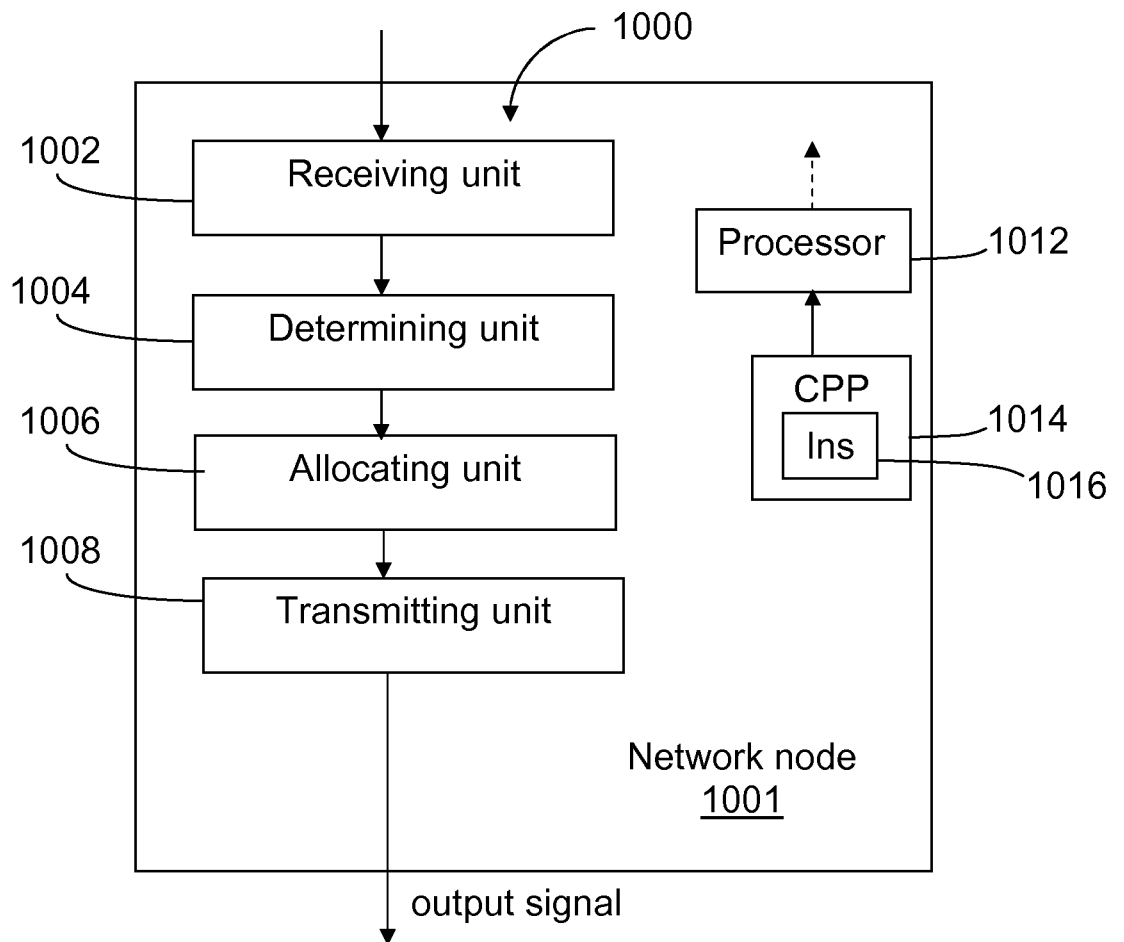 1000
1002
Receiving unit
Processor
1012
1004
Determining unit
CPP
1014
1006
Allocating unit
Ins
1016
1008
Transmitting unit
Network node
1001
output signal